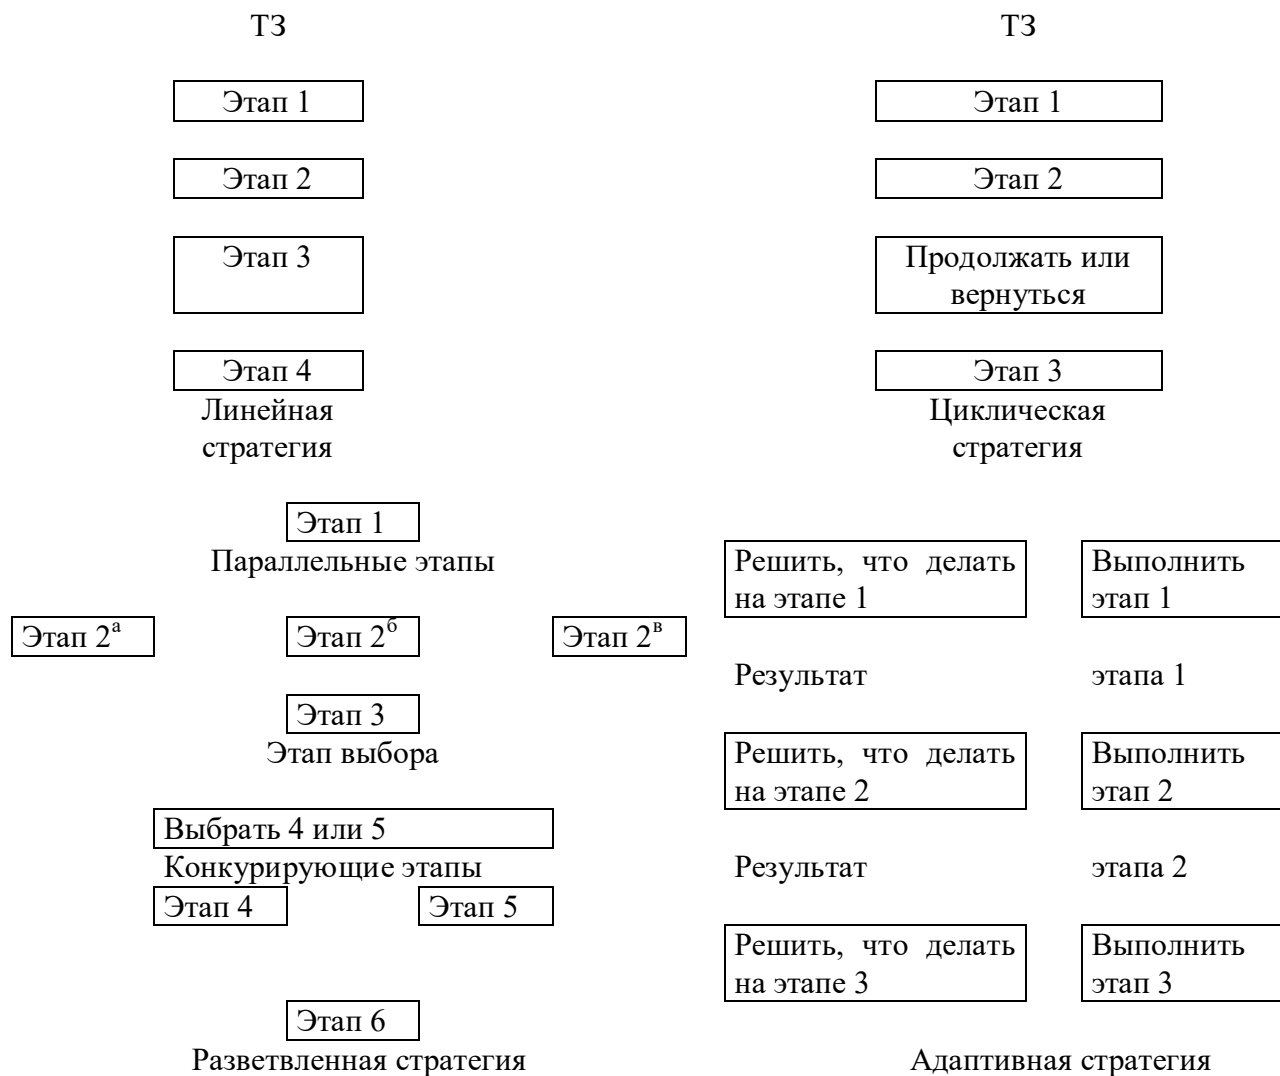 ТЗ
Этап 1
Этап 2
Этап 3
Этап 4
Линейная
стратегия
ТЗ
Этап 1
Этап 2
Продолжать или
вернуться
Этап 3
Циклическая
стратегия
Этап 1
Параллельные этапы
Этап 2а Этап 2б Этап 2в
Этап 3
Этап выбора
Выбрать 4 или 5
Конкурирующие этапы
Этап 4 Этап 5
Этап 6
Разветвленная стратегия
Решить, что делать
на этапе 1
Выполнить
этап 1
Результат этапа 1
Решить, что делать
на этапе 2
Выполнить
этап 2
Результат этапа 2
Решить, что делать
на этапе 3
Выполнить
этап 3
Адаптивная стратегия